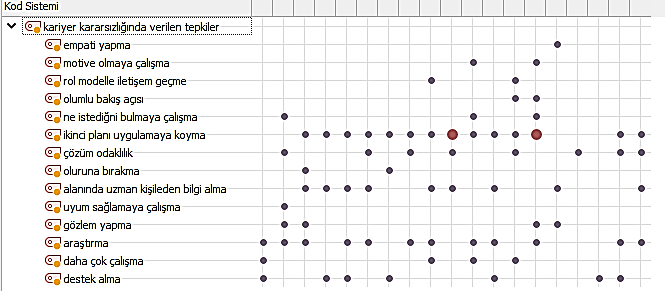 Kod Sistemi
kariyer kararsızlığında verilen tepkiler
empati yapma
motive olmaya çalışma
rol modelle iletişem geçme
olumlu bakış açısı
ne istediğni bulmaya çalışma
ikinci planı uygulamaya koyma
çözüm odaklılık
oluruna bırakma
alanında uzman kişileden bilgi alma
uyum sağlamaya çalışma
gözlem yapma
araştırma
daha çok çalışma
destek alma